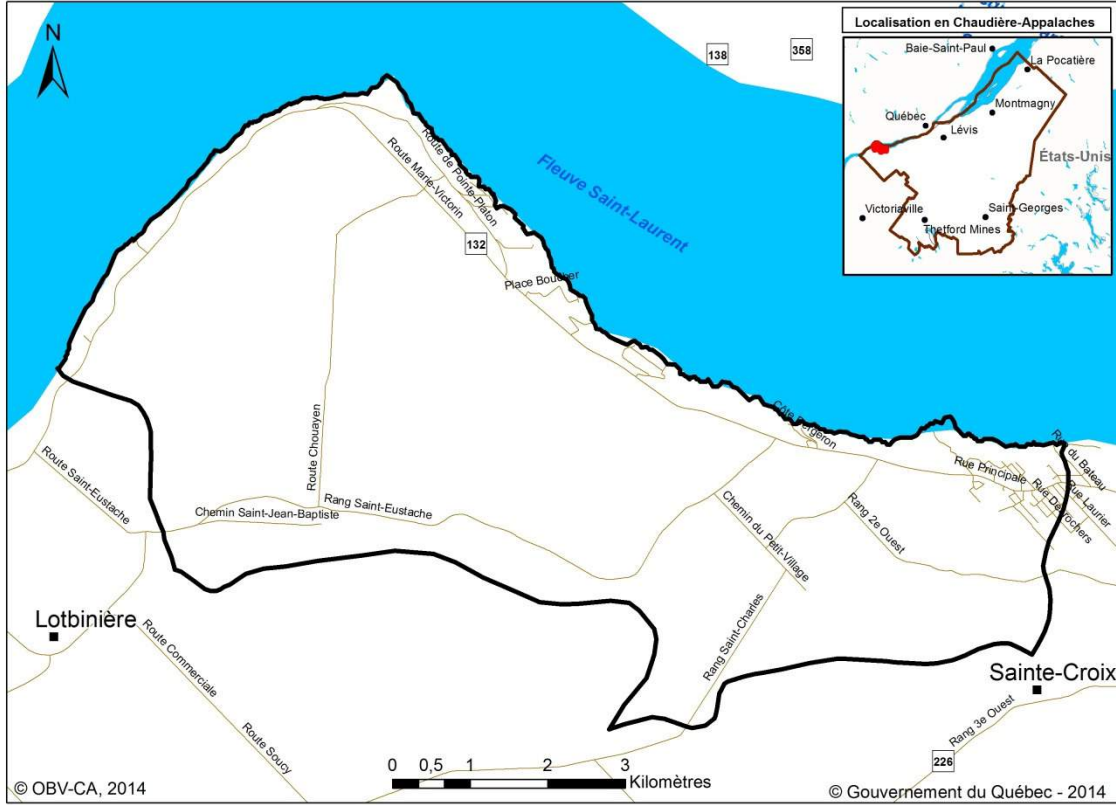 N
138
358
Localisation en Chaudière-Appalaches
Baie-Saint-Paul
La Pocatière
Montmagny
Québec
Lévis
États-Unis
Victoriaville
Saint-Georges
Thetford Mines
Fleuve Saint-Laurent
Route de Pointe-Platon
Route Marie-Victorin
132
Place Boucher
Route Chouayen
Côte Bergeron
Rue du Bateau
Rue Principale
Rue Laurier
Rue Desrochers
Route Saint-Eustache
Chemin Saint-Jean-Baptiste
Rang Saint-Eustache
Chemin du Petit-Village
Rang 2e Ouest
Rang Saint-Charles
Lotbinière
Route Commerciale
Route Soucy
Sainte-Croix
Rang 3e Ouest
226
0 0,5 1 2 3
Kilomètres
© OBV-CA, 2014
© Gouvernement du Québec - 2014